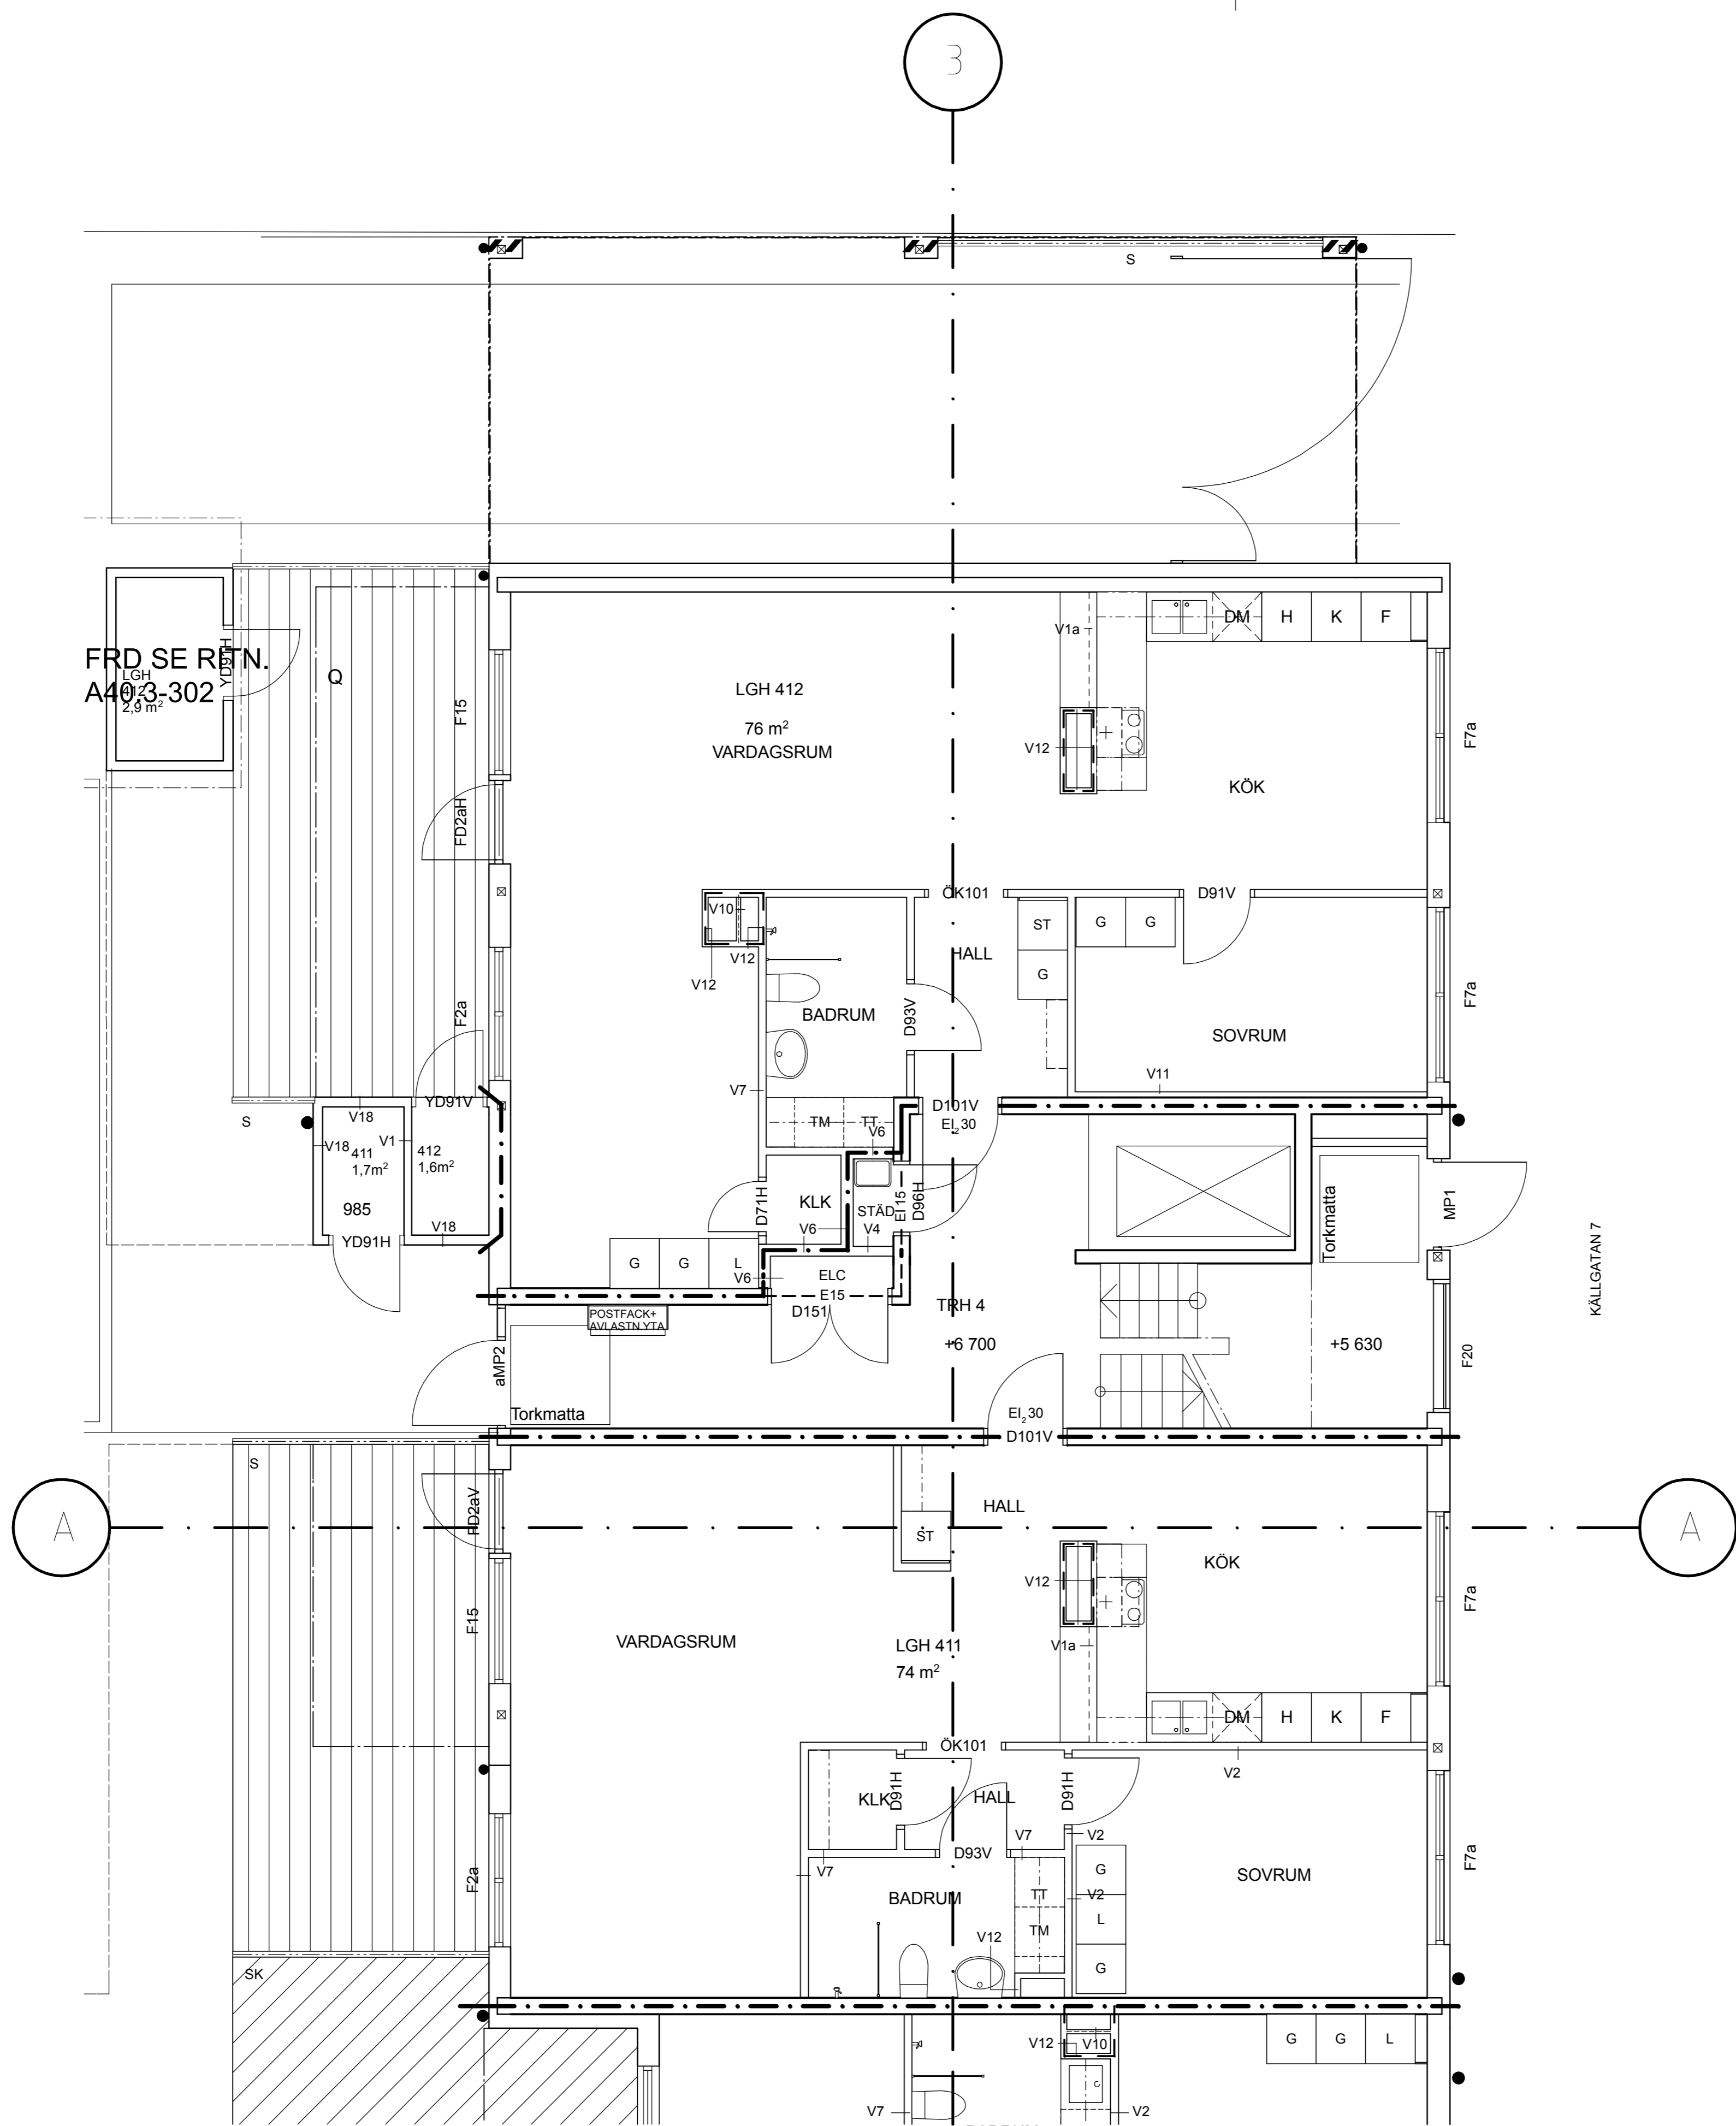 3
S
V1a
DM H K F
FRD SE RITN.
A40.3-302
LGH
412
2,9 m²
YD91H
Q
F15
LGH 412
76 m²
VARDAGSRUM
V12
KÖK
F7a
FD2aH
ÖK101
D91V
V10
V12
V12
ST
G
G
G
HALL
F2a
BADRUM
D93V
SOVRUM
F7a
V7
V11
YD91V
D101V
EI₂30
S
V18
V18
V1
411
1,7m²
412
1,6m²
TM
TT
V6
985
V18
YD91H
D71H
KLK
V6
STÄD
V4
EI 15
D96H
Torkmatta
MP1
KÄLLGATAN 7
G G L
V6
ELC
E15
D151
POSTFACK+
AVLASTN.YTA
TRH 4
+6 700
+5 630
F20
aMP2
Torkmatta
EI₂30
D101V
S
FD2aV
HALL
A
A
ST
KÖK
V12
F7a
F15
VARDAGSRUM
LGH 411
74 m²
V1a
DM H K F
ÖK101
V2
KLK
D91H
HALL
D91H
V7
V2
D93V
V7
F2a
BADRUM
TT
TM
V2
G
L
G
SOVRUM
F7a
V12
SK
V12
V10
G G L
V7
V2